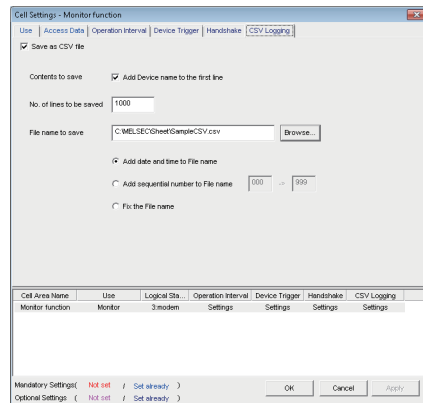 Cell Settings - Monitor function
Use Access Data Operation Interval Device Trigger Handshake CSV Logging
Save as CSV file
Contents to save Add Device name to the first line
No. of lines to be saved 1000
File name to save C:\MELSEC\Sheet\SampleCSV.csv Browse...
Add date and time to File name
Add sequential number to File name 000 -> 999
Fix the File name
Cell Area Name Use Logical Sta... Operation Interval Device Trigger Handshake CSV Logging
Monitor function Monitor 3:modem Settings Settings Settings Settings
Mandatory Settings( Not set / Set already ) OK Cancel Apply
Optional Settings ( Not set / Set already )